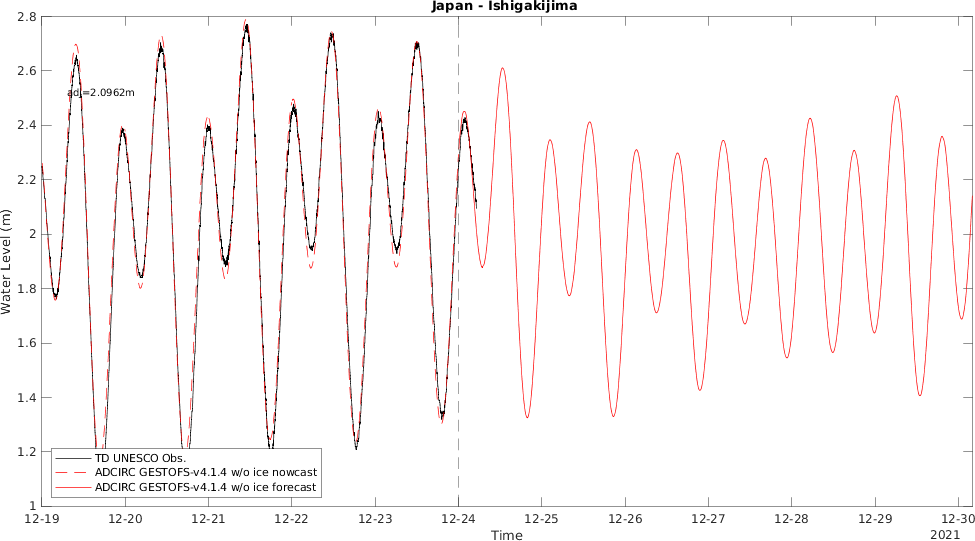 Japan - Ishigakijima
2.8
2.6
2.4
2.2
2
1.8
1.6
1.4
1.2
1
Water Level (m)
adj=2.0962m
TD UNESCO Obs.
ADCIRC GESTOFS-v4.1.4 w/o ice nowcast
ADCIRC GESTOFS-v4.1.4 w/o ice forecast
12-19 12-20 12-21 12-22 12-23 12-24 12-25 12-26 12-27 12-28 12-29 12-30
Time
2021